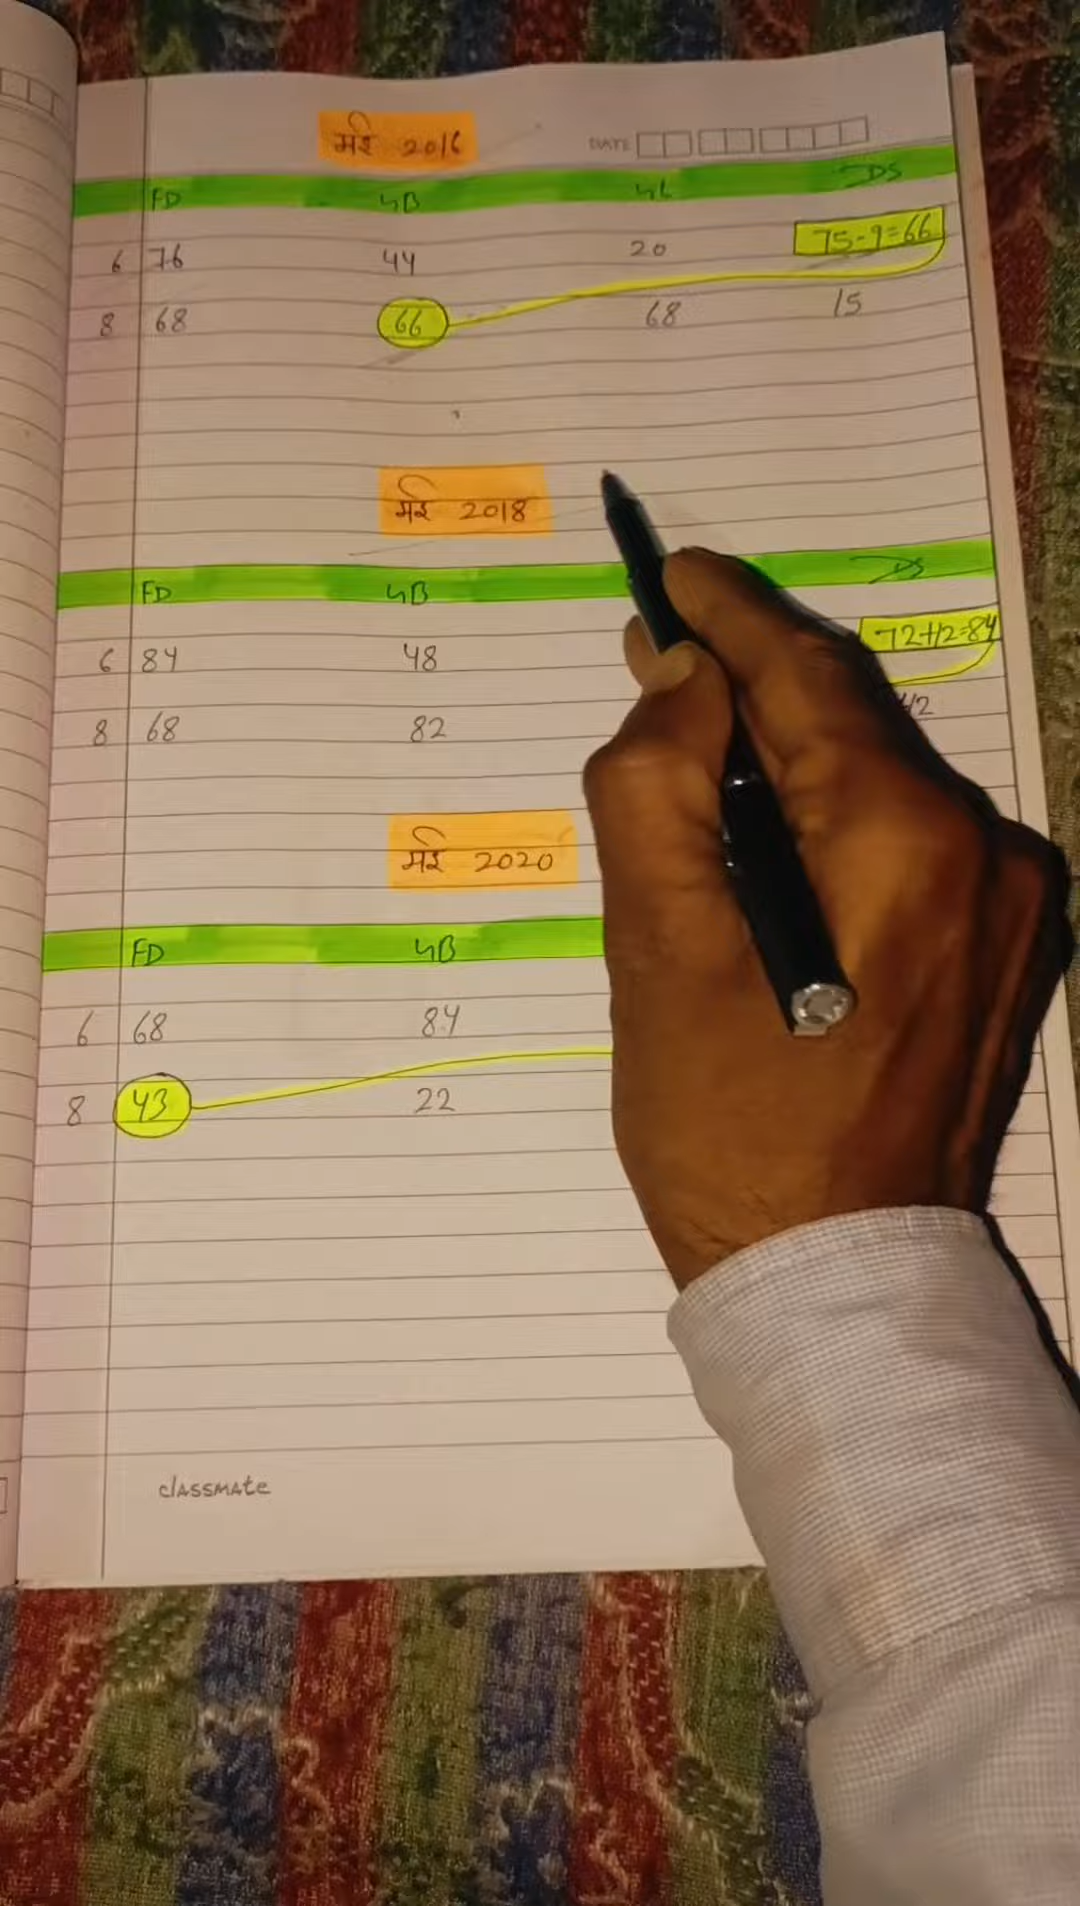 मई 2016
DATE
FD GB GL DS
6 76 44 20 75-9=66
8 68 66 68 15
मई 2018
FD GB DS
6 84 48 72+12=84
8 68 82 42
मई 2020
FD GB
6 68 84
8 43 22
classmate